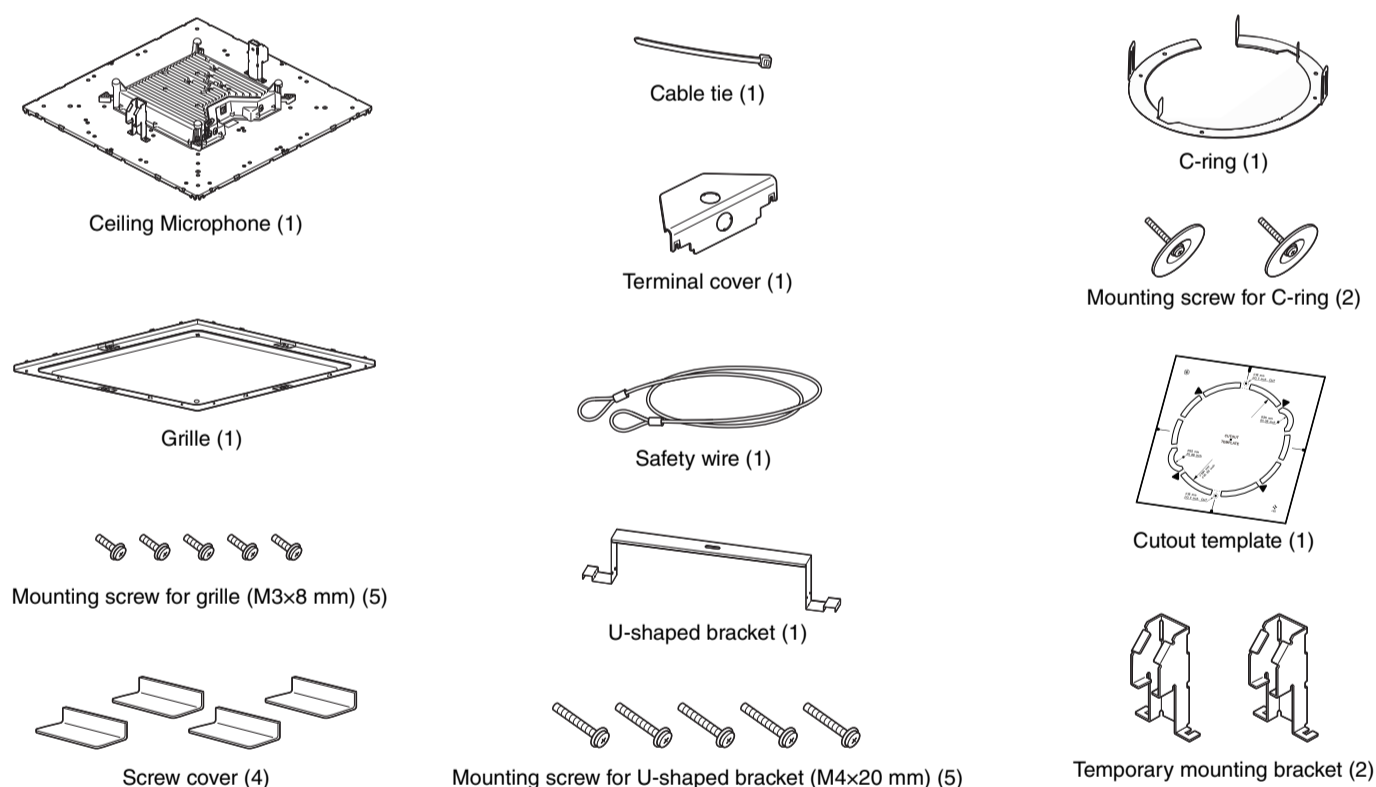 Ceiling Microphone (1)
Grille (1)
Mounting screw for grille (M3×8 mm) (5)
Screw cover (4)
Cable tie (1)
Terminal cover (1)
Safety wire (1)
U-shaped bracket (1)
Mounting screw for U-shaped bracket (M4×20 mm) (5)
C-ring (1)
Mounting screw for C-ring (2)
CUTOUT
TEMPLATE
Cutout template (1)
Temporary mounting bracket (2)